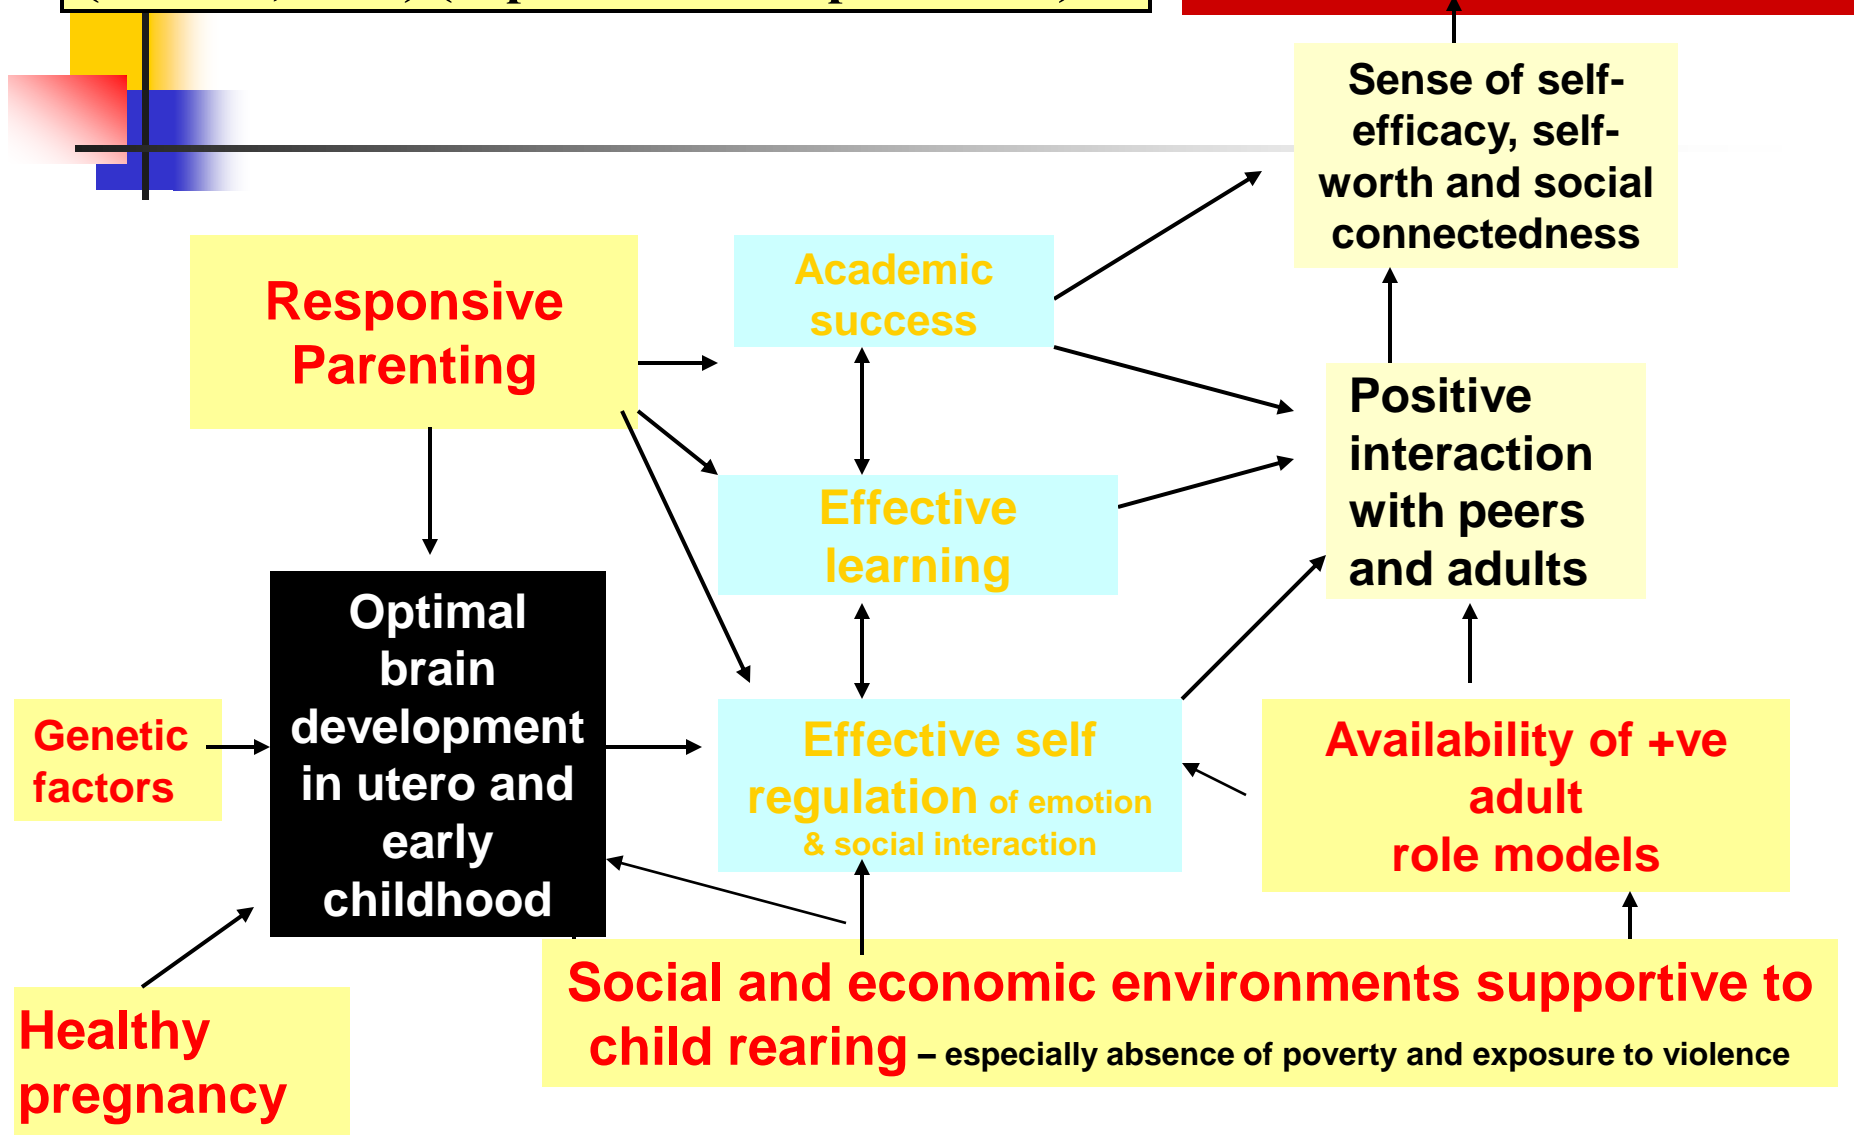 Sense of self-
efficacy, self-
worth and social
connectedness
Responsive
Parenting
Academic
success
Positive
interaction
with peers
and adults
Effective
learning
Optimal
brain
development
in utero and
early
childhood
Genetic
factors
Effective self
regulation of emotion
& social interaction
Availability of +ve
adult
role models
Social and economic environments supportive to
child rearing – especially absence of poverty and exposure to violence
Healthy
pregnancy